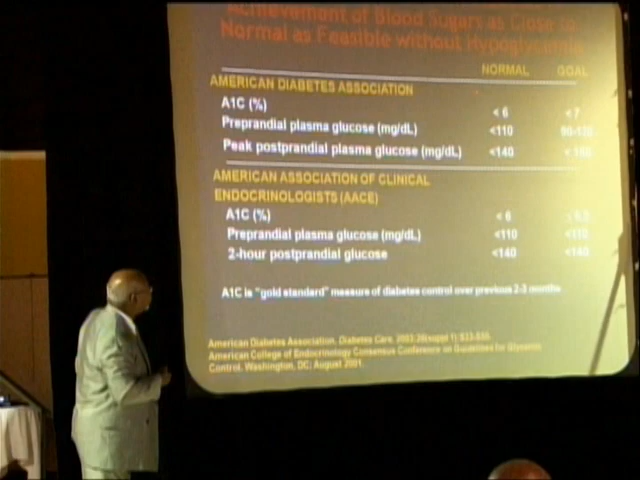 Achievement of Blood Sugars as Close to
Normal as Feasible without Hypoglycemia
NORMAL GOAL
AMERICAN DIABETES ASSOCIATION
A1C (%) < 6 < 7
Preprandial plasma glucose (mg/dL) <110
Peak postprandial plasma glucose (mg/dL) <140
AMERICAN ASSOCIATION OF CLINICAL
ENDOCRINOLOGISTS (AACE)
A1C (%) < 6
Preprandial plasma glucose (mg/dL) <110 <110
2-hour postprandial glucose <140 <140
A1C is "gold standard" measure of diabetes control over previous 2-3 months
American Diabetes Association. Diabetes Care.
American College of Endocrinology Consensus Conference on Guidelines for Glycemic
Control. Washington, DC: August 2001.